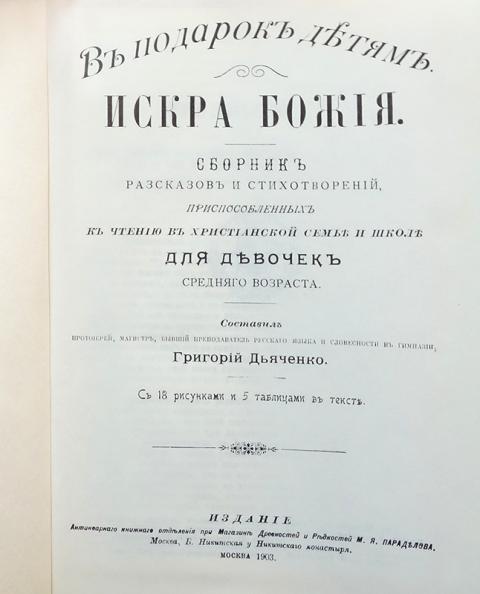 Въ подарокъ дѣтямъ.
ИСКРА БОЖІЯ.
СБОРНИКЪ
РАЗСКАЗОВЪ И СТИХОТВОРЕНІЙ,
ПРИСПОСОБЛЕННЫХЪ
КЪ ЧТЕНІЮ ВЪ ХРИСТІАНСКОЙ СЕМЬѢ И ШКОЛѢ
ДЛЯ ДѢВОЧЕКЪ
СРЕДНЯГО ВОЗРАСТА.
Составилъ
ПРОТОІЕРЕЙ, МАГИСТРЪ, БЫВШІЙ ПРЕПОДАВАТЕЛЬ РУССКАГО ЯЗЫКА И СЛОВЕСНОСТИ ВЪ ГИМНАЗІИ,
Григорій Дьяченко.
Съ 18 рисунками и 5 таблицами въ текстѣ.
ИЗДАНІЕ
Антикварнаго книжнаго отдѣленія при Магазинѣ Древностей и Рѣдкостей М. Я. ПАРАДѢЛОВА,
Москва, Б. Никитская у Никитскаго монастыря.
МОСКВА 1903.